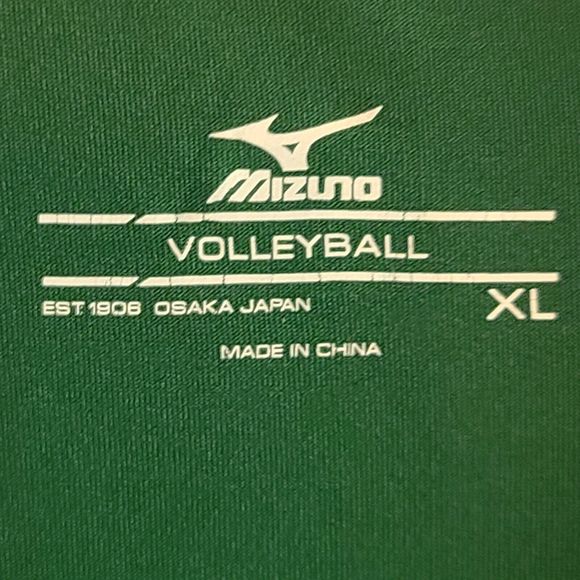 MIZUNO
VOLLEYBALL
EST. 1906 OSAKA JAPAN
XL
MADE IN CHINA